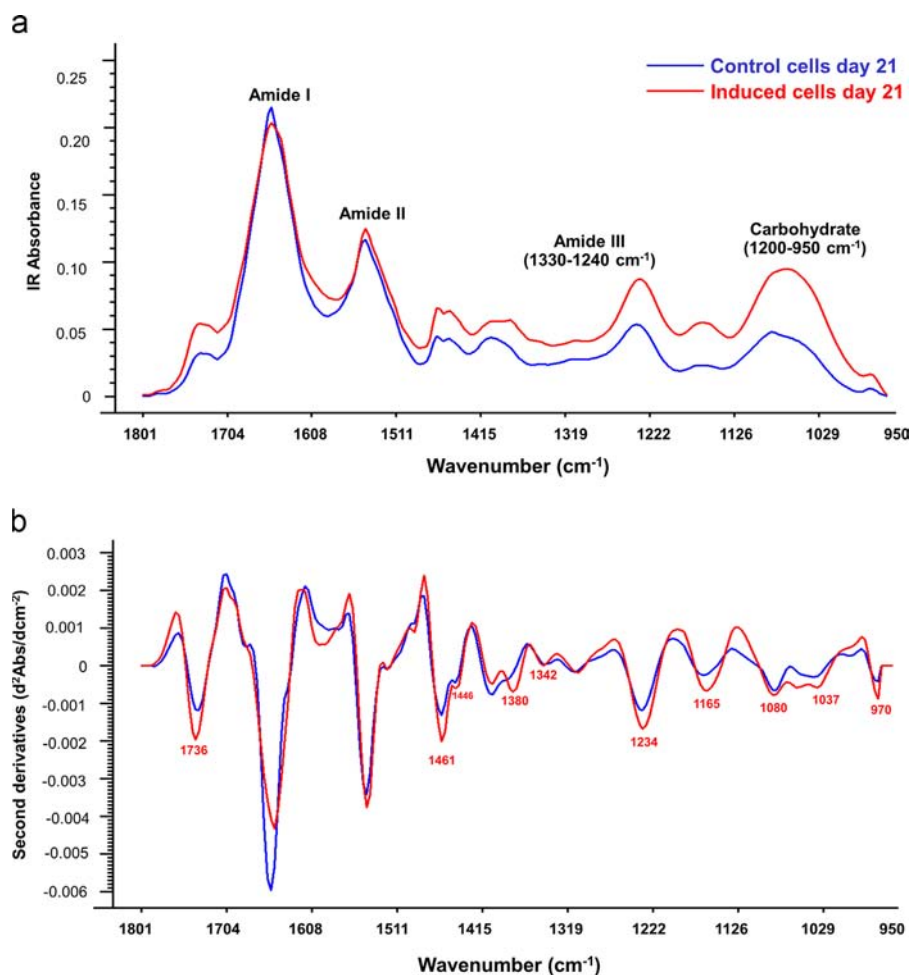 a
Control cells day 21
Induced cells day 21
Amide I
Amide II
Amide III
(1330-1240 cm⁻¹)
Carbohydrate
(1200-950 cm⁻¹)
IR Absorbance
0.25
0.20
0.15
0.10
0.05
0
1801 1704 1608 1511 1415 1319 1222 1126 1029 950
Wavenumber (cm⁻¹)
b
Second derivatives (d²Abs/dcm⁻²)
0.003
0.002
0.001
0
-0.001
-0.002
-0.003
-0.004
-0.005
-0.006
1736
1461
1446
1380
1342
1234
1165
1080
1037
970
1801 1704 1608 1511 1415 1319 1222 1126 1029 950
Wavenumber (cm⁻¹)